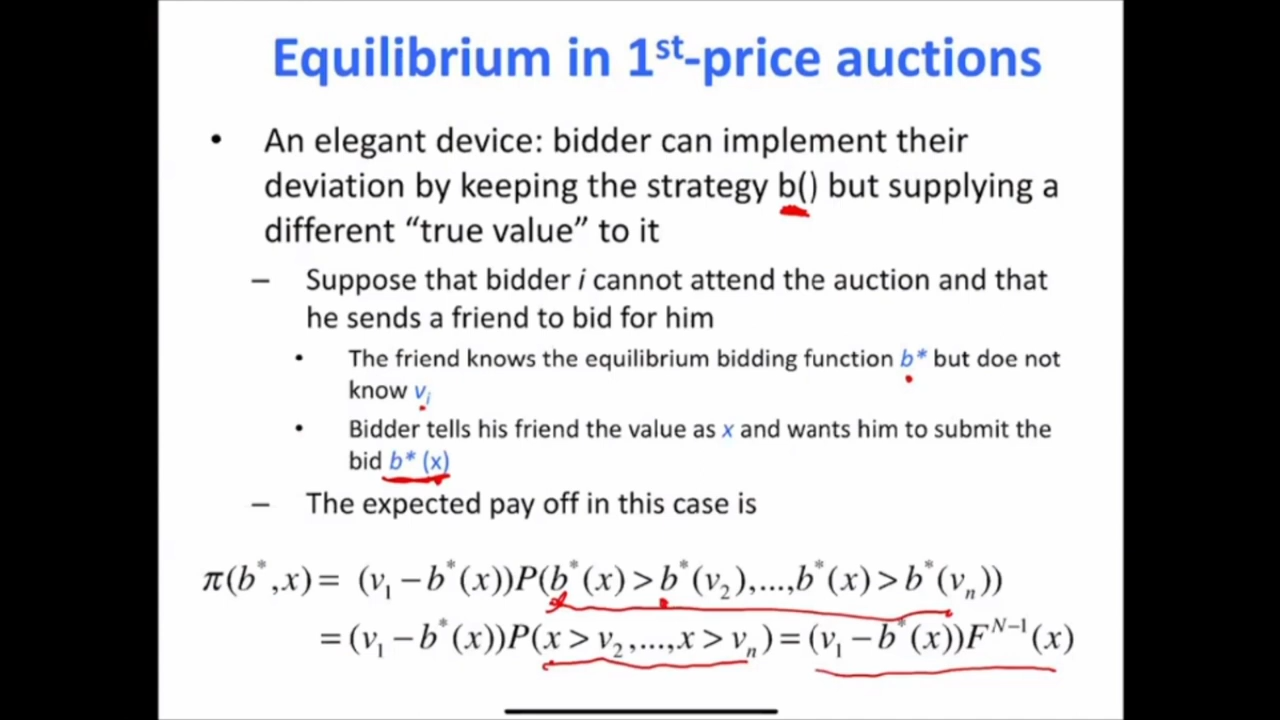 Equilibrium in 1st-price auctions
• An elegant device: bidder can implement their
deviation by keeping the strategy b() but supplying a
different “true value” to it
– Suppose that bidder i cannot attend the auction and that
he sends a friend to bid for him
• The friend knows the equilibrium bidding function b* but doe not
know vᵢ
• Bidder tells his friend the value as x and wants him to submit the
bid b* (x)
– The expected pay off in this case is
π(b*,x) = (v₁ − b*(x))P(b*(x) > b*(v₂),...,b*(x) > b*(vₙ))
= (v₁ − b*(x))P(x > v₂,...,x > vₙ) = (v₁ − b*(x))Fᴺ⁻¹(x)